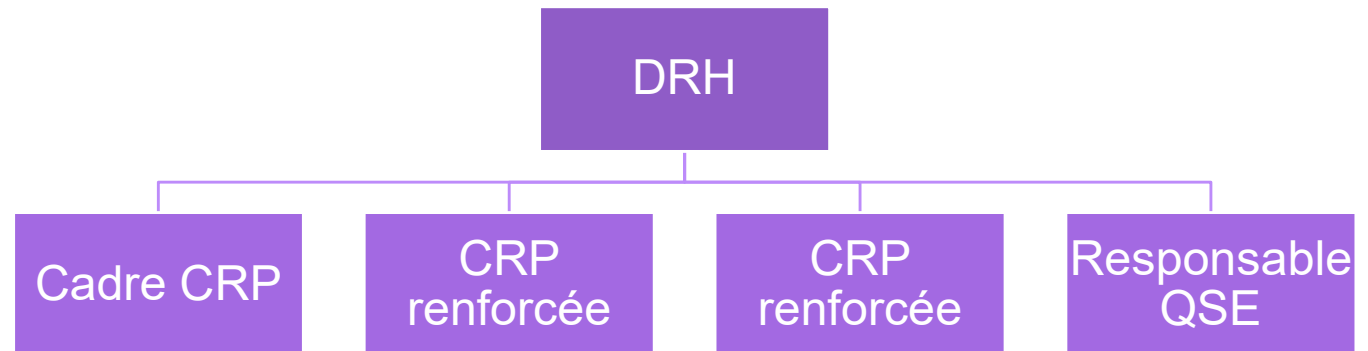 DRH
Cadre CRP
CRP
renforcée
CRP
renforcée
Responsable
QSE